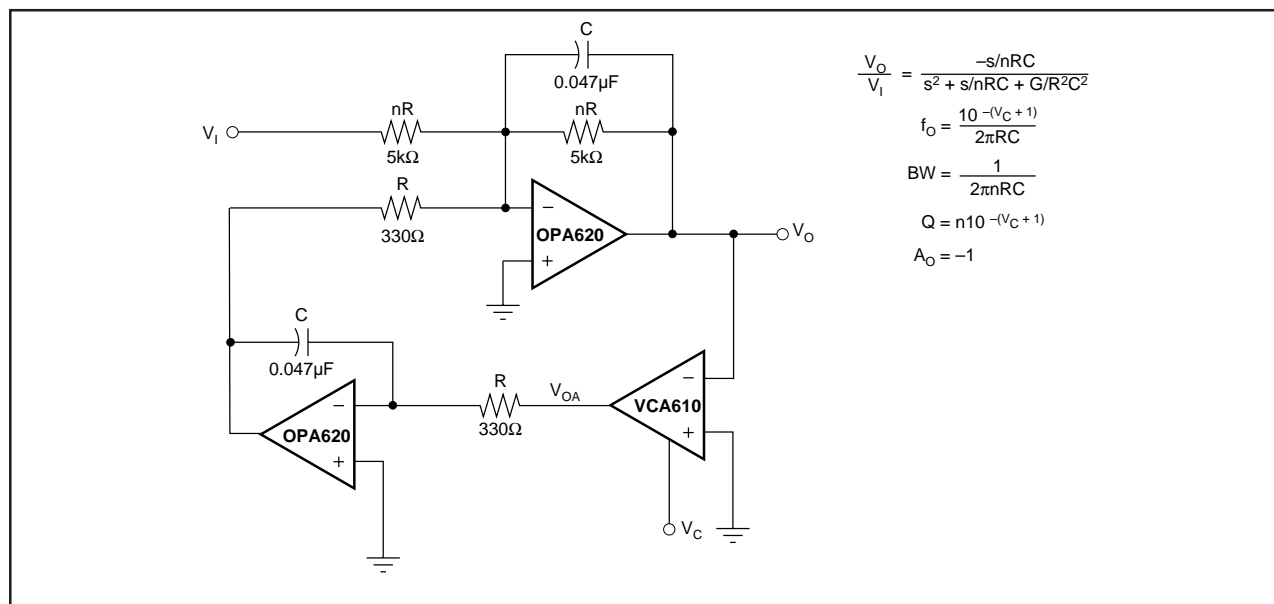 C
0.047µF
nR
nR
V_I
5kΩ
5kΩ
R
330Ω
−
OPA620
+
V_O
C
0.047µF
R
330Ω
V_OA
−
OPA620
+
−
VCA610
+
V_C
V_O/V_I = –s/nRC / s² + s/nRC + G/R²C²
f_O = 10 –(V_C + 1) / 2πRC
BW = 1 / 2πnRC
Q = n10 –(V_C + 1)
A_O = –1